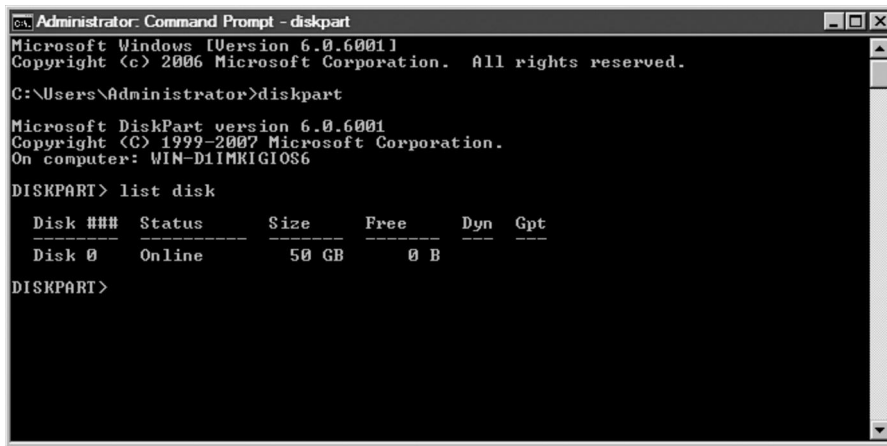 Administrator: Command Prompt - diskpart
Microsoft Windows [Version 6.0.6001]
Copyright (c) 2006 Microsoft Corporation.  All rights reserved.
C:\Users\Administrator>diskpart
Microsoft DiskPart version 6.0.6001
Copyright (C) 1999-2007 Microsoft Corporation.
On computer: WIN-D1IMKIGIOS6
DISKPART> list disk
Disk ###  Status      Size     Free     Dyn  Gpt
--------  ----------  -------  -------  ---  ---
Disk 0    Online        50 GB      0 B
DISKPART>